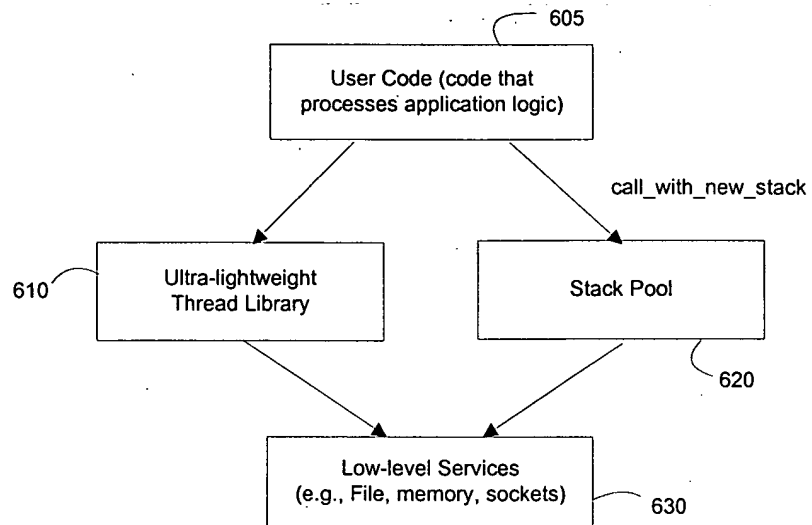 605
User Code (code that
processes application logic)
call_with_new_stack
610
Ultra-lightweight
Thread Library
Stack Pool
620
Low-level Services
(e.g., File, memory, sockets)
630